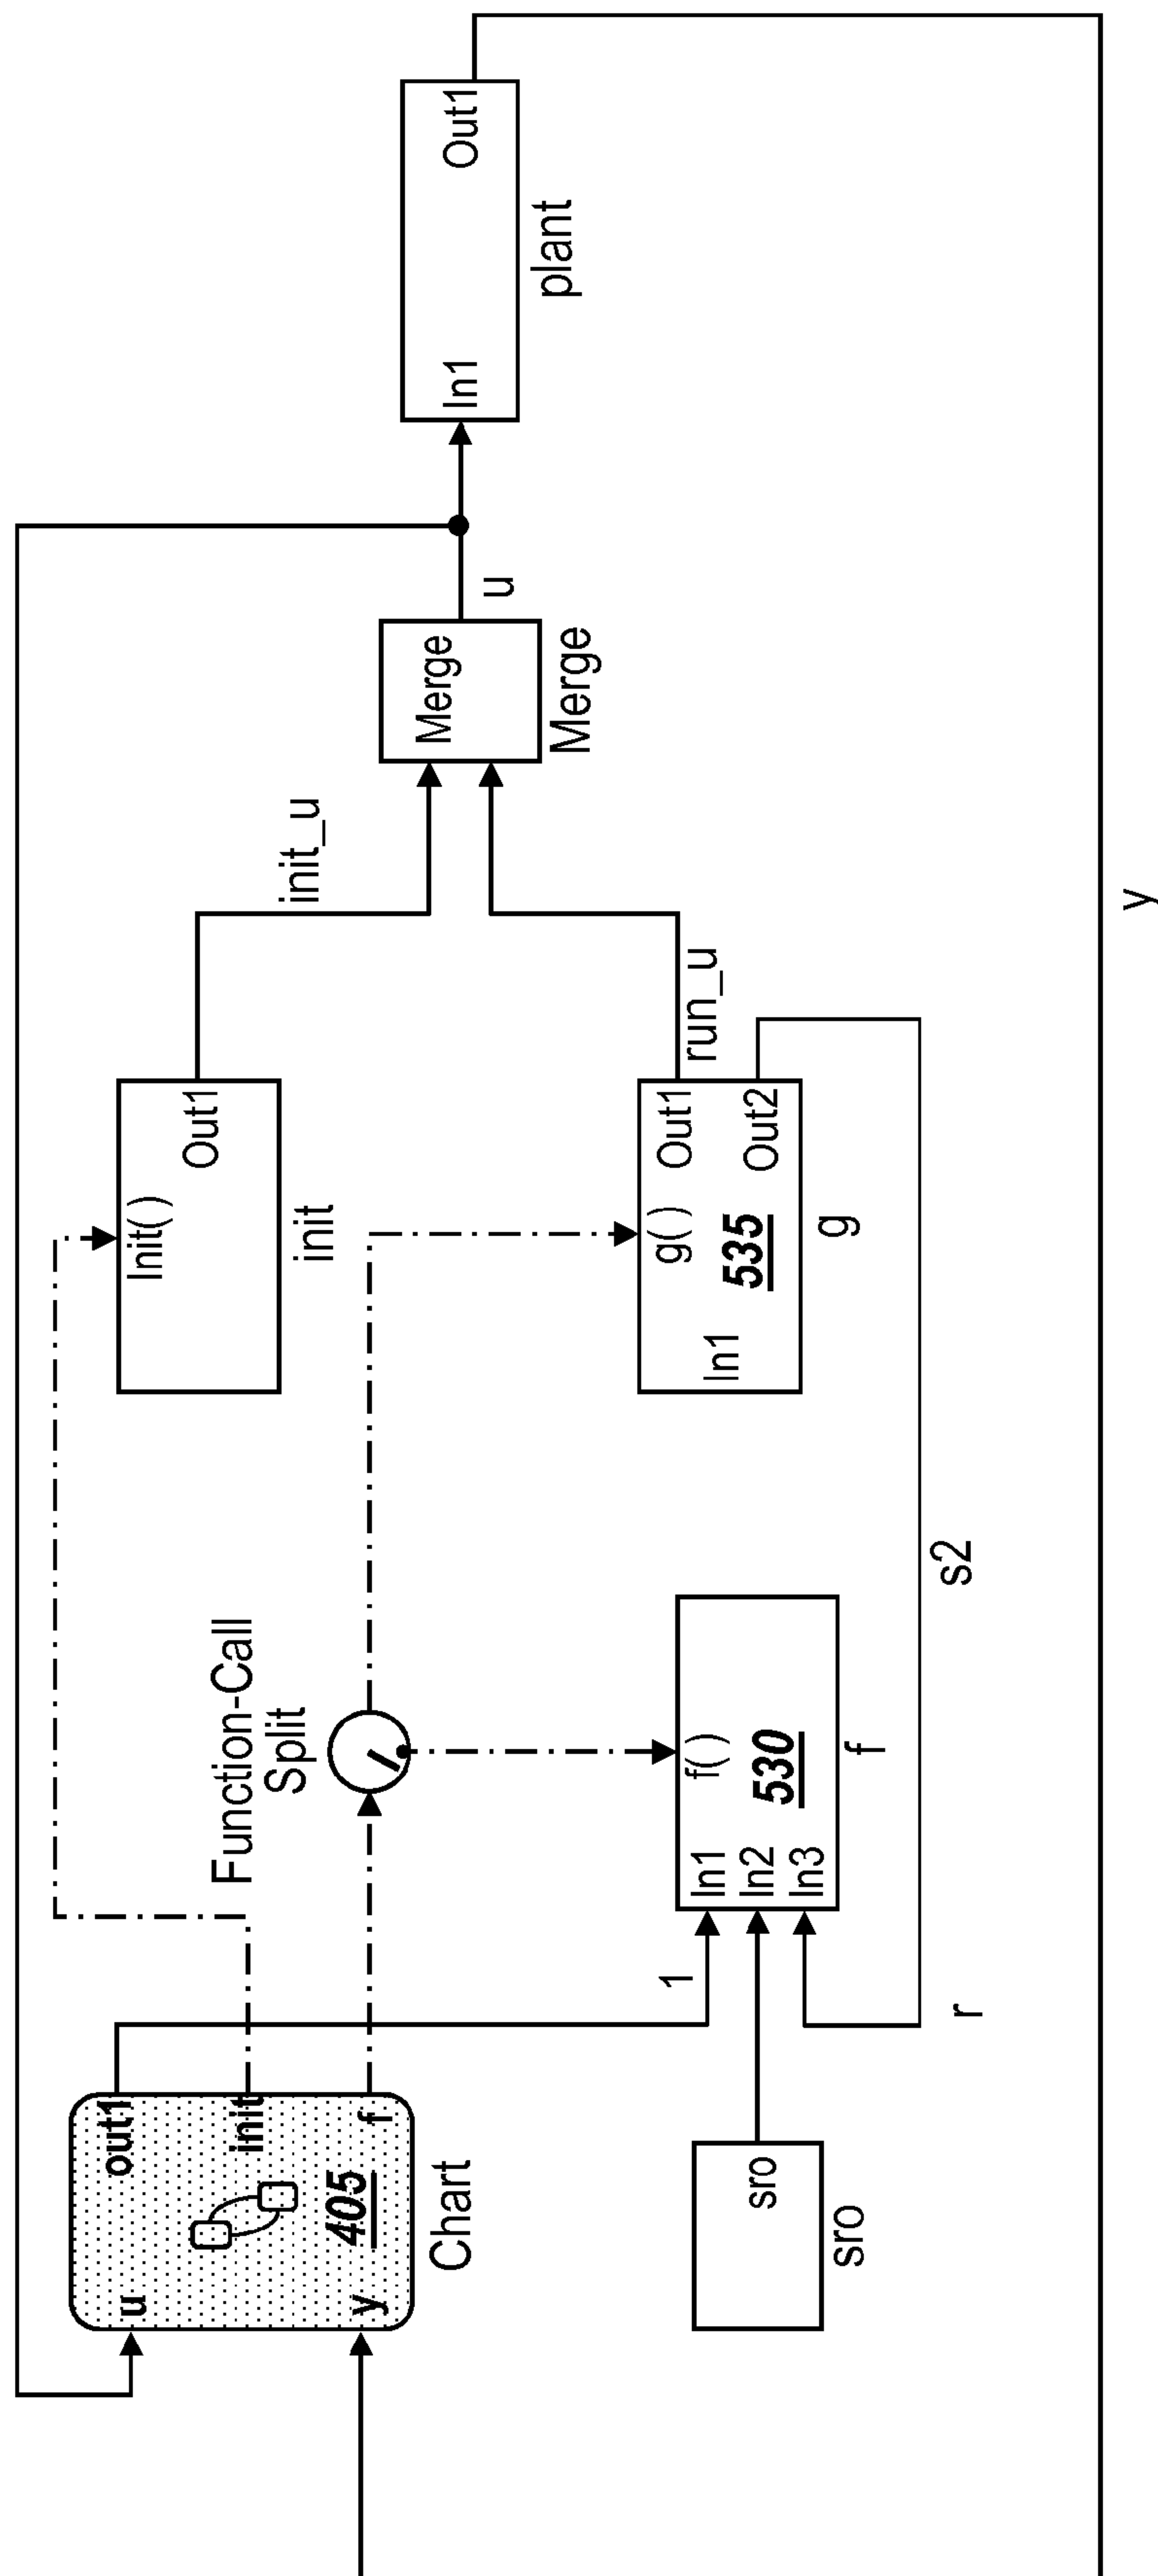 u
out1
init
y
f
405
Chart
sro
sro
Function-Call
Split
1
r
f( )
In1
In2
In3
530
f
s2
Init( )
Out1
init
g( )
Out1
In1
Out2
535
g
init_u
run_u
Merge
Merge
u
In1
Out1
plant
y